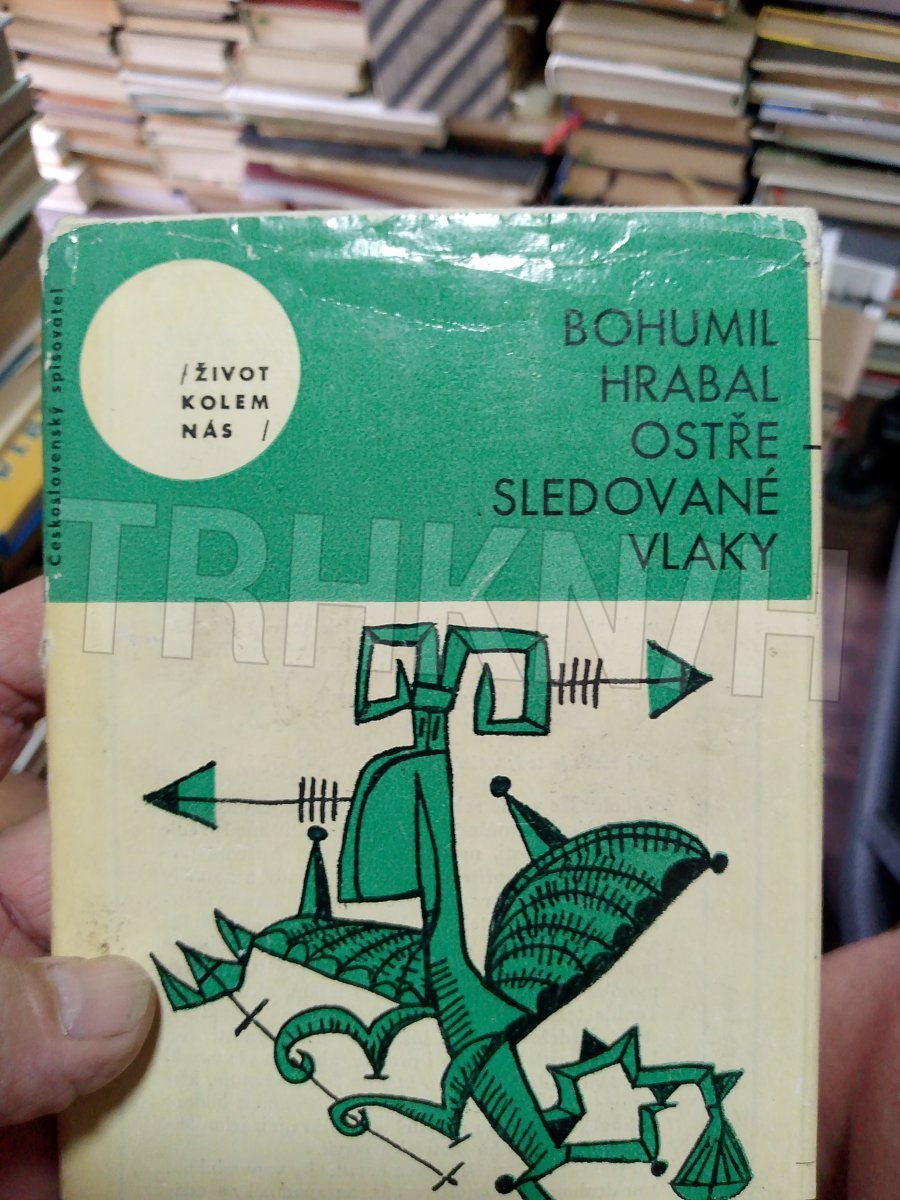 Československý spisovatel
/ŽIVOT
KOLEM
NÁS /
BOHUMIL
HRABAL
OSTŘE
SLEDOVANÉ
VLAKY
TRHKNIH